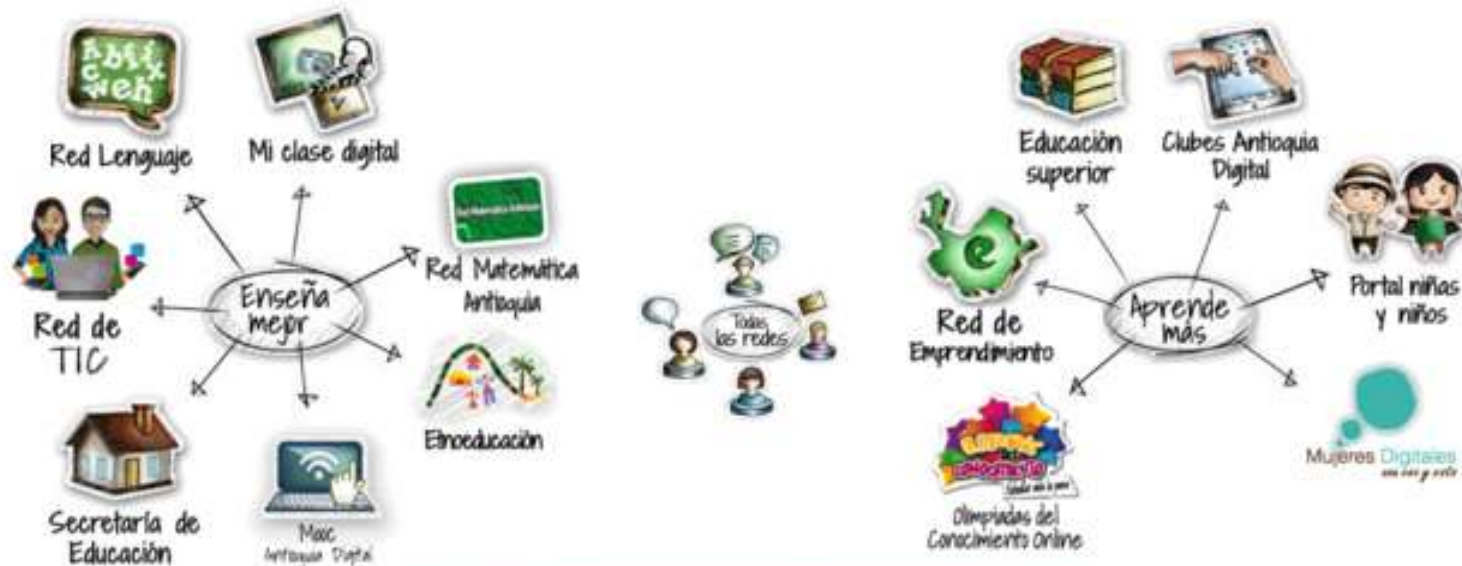 Red Lenguaje
Mi clase digital
Red Matemática
Antioquia
Enseña
mejor
Red de
TIC
Etnoeducación
Secretaría de
Educación
Mooc
Antioquia Digital
Todas
las redes
Educación
superior
Clubes Antioquia
Digital
Portal niñas
y niños
Aprende
más
Red de
Emprendimiento
Mujeres Digitales
Olimpiadas del
Conocimiento Online